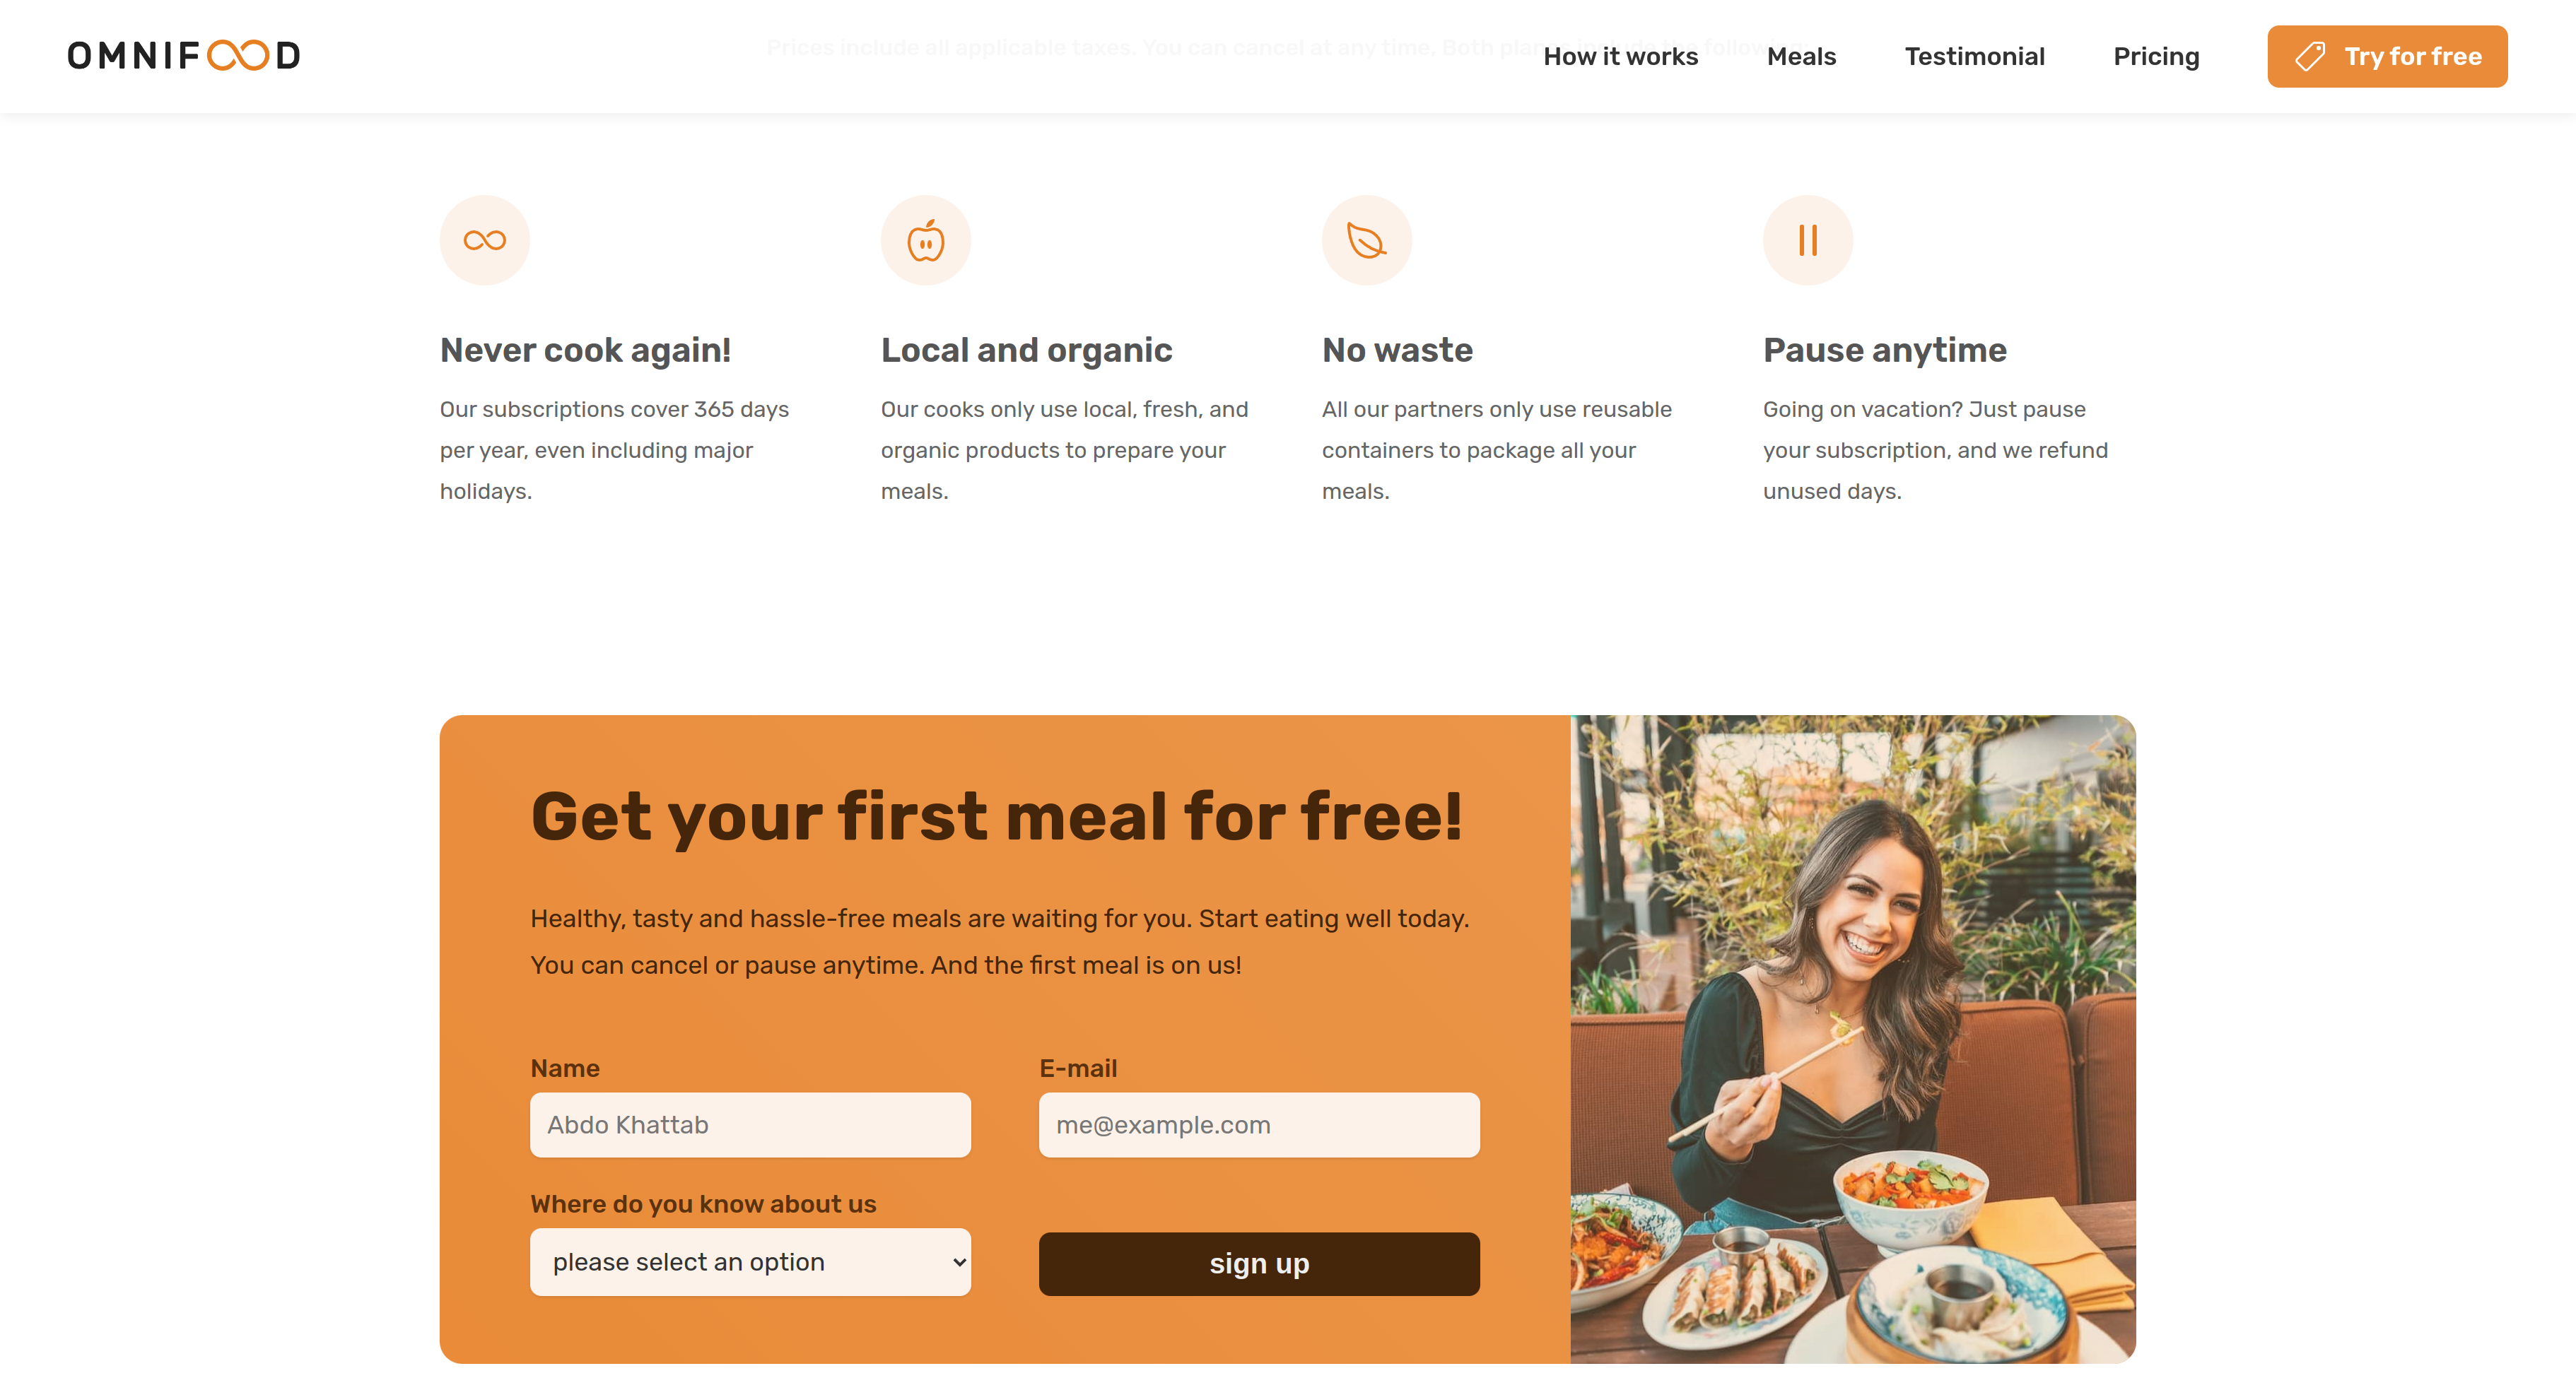 OMNIFOOD
Prices include all applicable taxes. You can cancel at any time. Both plans include the following:
How it works
Meals
Testimonial
Pricing
Try for free
Never cook again!
Our subscriptions cover 365 days
per year, even including major
holidays.
Local and organic
Our cooks only use local, fresh, and
organic products to prepare your
meals.
No waste
All our partners only use reusable
containers to package all your
meals.
Pause anytime
Going on vacation? Just pause
your subscription, and we refund
unused days.
Get your first meal for free!
Healthy, tasty and hassle-free meals are waiting for you. Start eating well today.
You can cancel or pause anytime. And the first meal is on us!
Name
E-mail
Abdo Khattab
me@example.com
Where do you know about us
please select an option
sign up